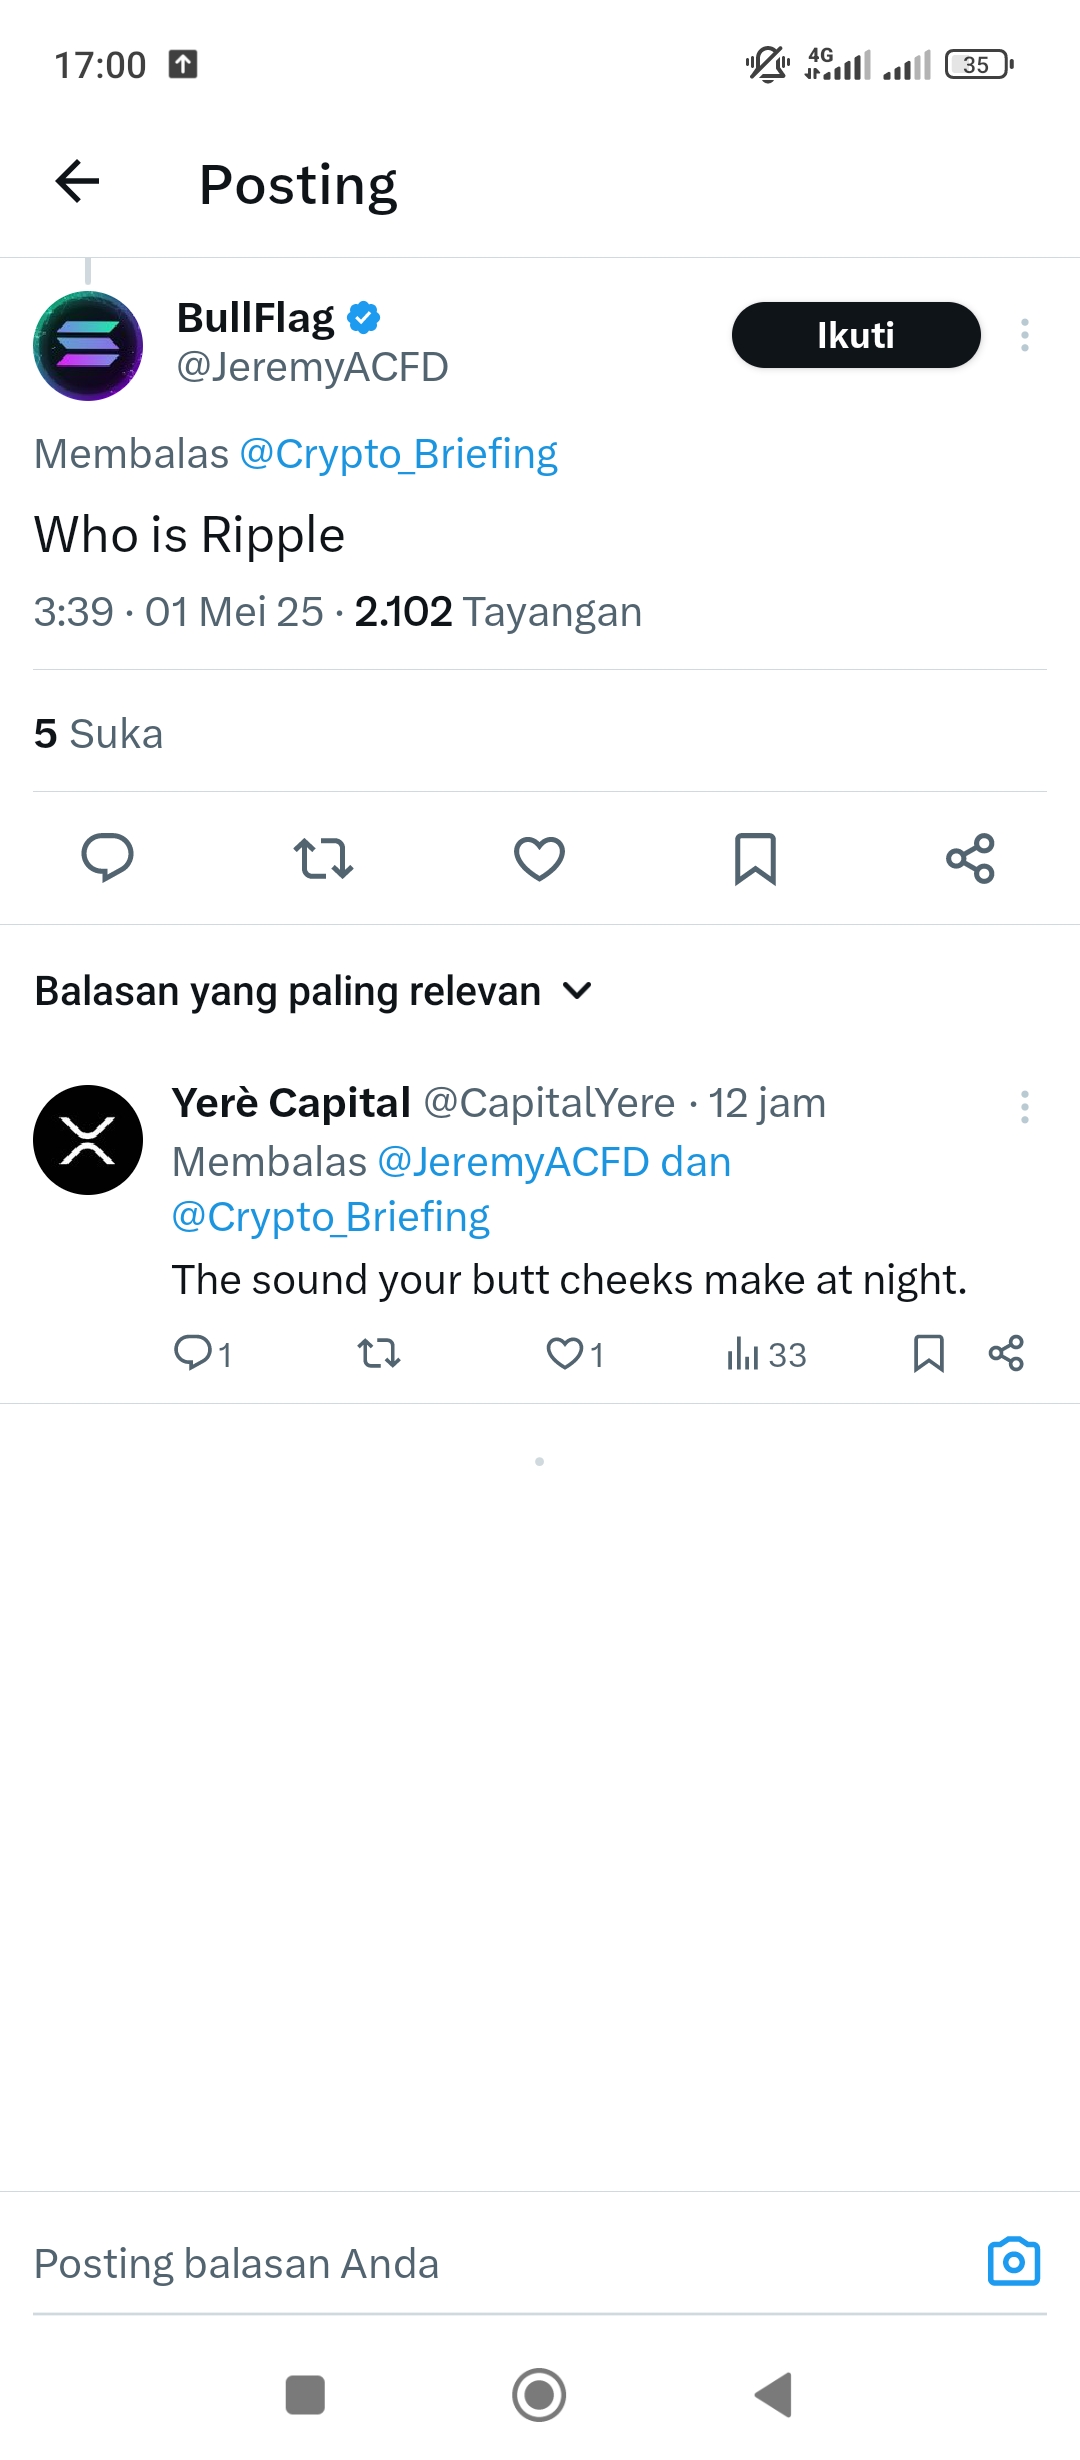 17:00
4G
35
Posting
BullFlag
@JeremyACFD
Ikuti
Membalas @Crypto_Briefing
Who is Ripple
3:39 · 01 Mei 25 · 2.102 Tayangan
5 Suka
Balasan yang paling relevan
Yerè Capital @CapitalYere · 12 jam
Membalas @JeremyACFD dan
@Crypto_Briefing
The sound your butt cheeks make at night.
1 1 33
Posting balasan Anda